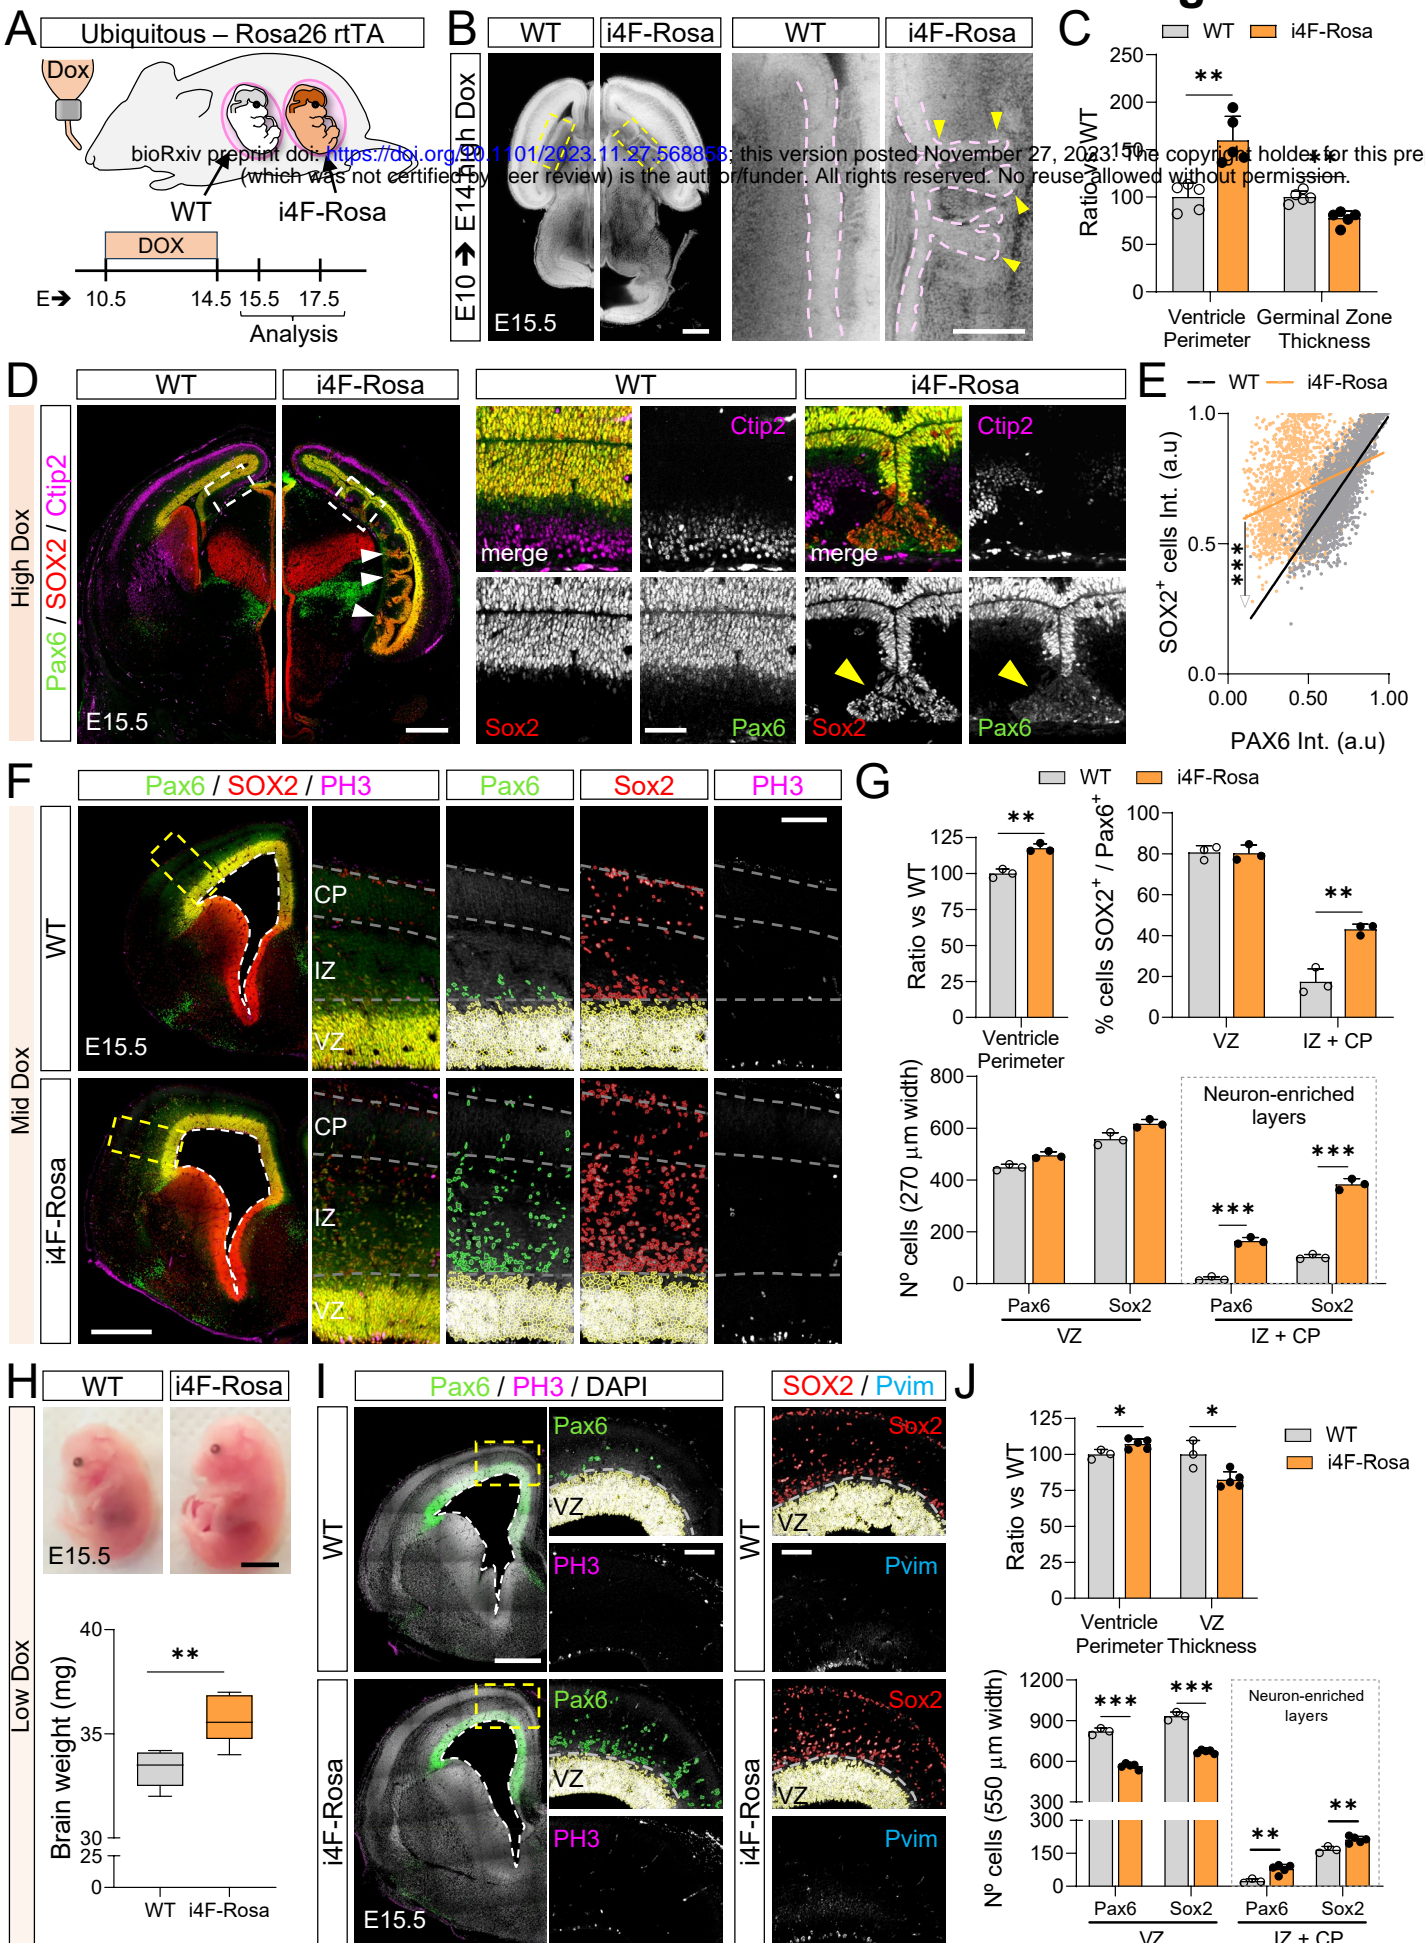 A
Ubiquitous – Rosa26 rtTA
Dox
WT
i4F-Rosa
DOX
E➔ 10.5 14.5 15.5 17.5
Analysis
B
WT
i4F-Rosa
WT
i4F-Rosa
E10 ➔ E14 high Dox
E15.5
bioRxiv preprint doi: https://doi.org/10.1101/2023.11.27.568858; this version posted November 27, 2023. The copyright holder for this pre
(which was not certified by peer review) is the author/funder. All rights reserved. No reuse allowed without permission.
C
WT i4F-Rosa
Ratio vs WT
250
200
150
100
50
0
**
**
Ventricle Perimeter
Germinal Zone Thickness
D
High Dox
Pax6 / SOX2 / Ctip2
WT
i4F-Rosa
E15.5
WT
i4F-Rosa
merge
Ctip2
Sox2
Pax6
merge
Ctip2
Sox2
Pax6
E
WT i4F-Rosa
SOX2+ cells Int. (a.u)
1.0
0.5
0.0
***
0.00 0.50 1.00
PAX6 Int. (a.u)
F
Mid Dox
Pax6 / SOX2 / PH3
Pax6
Sox2
PH3
WT
E15.5
CP
IZ
VZ
i4F-Rosa
CP
IZ
VZ
G
WT i4F-Rosa
Ratio vs WT
125
100
75
50
25
0
**
Ventricle
Perimeter
% cells SOX2+ / Pax6+
100
80
60
40
20
0
**
VZ IZ + CP
Nº cells (270 μm width)
800
600
400
200
0
Neuron-enriched
layers
***
***
Pax6 Sox2 Pax6 Sox2
VZ IZ + CP
H
Low Dox
WT
i4F-Rosa
E15.5
Brain weight (mg)
40
35
30
25
0
**
WT i4F-Rosa
I
Pax6 / PH3 / DAPI
SOX2 / Pvim
WT
Pax6
VZ
PH3
WT
Sox2
VZ
Pvim
i4F-Rosa
E15.5
Pax6
VZ
PH3
i4F-Rosa
Sox2
VZ
Pvim
J
WT
i4F-Rosa
Ratio vs WT
125
100
75
50
25
0
*
*
Ventricle Perimeter
VZ Thickness
Nº cells (550 μm width)
1200
900
600
300
300
150
0
***
***
Neuron-enriched
layers
**
**
Pax6 Sox2 Pax6 Sox2
VZ IZ + CP